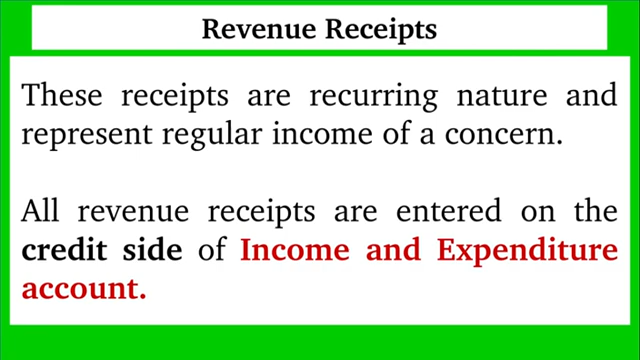 Revenue Receipts
These receipts are recurring nature and
represent regular income of a concern.
All revenue receipts are entered on the
credit side of Income and Expenditure
account.